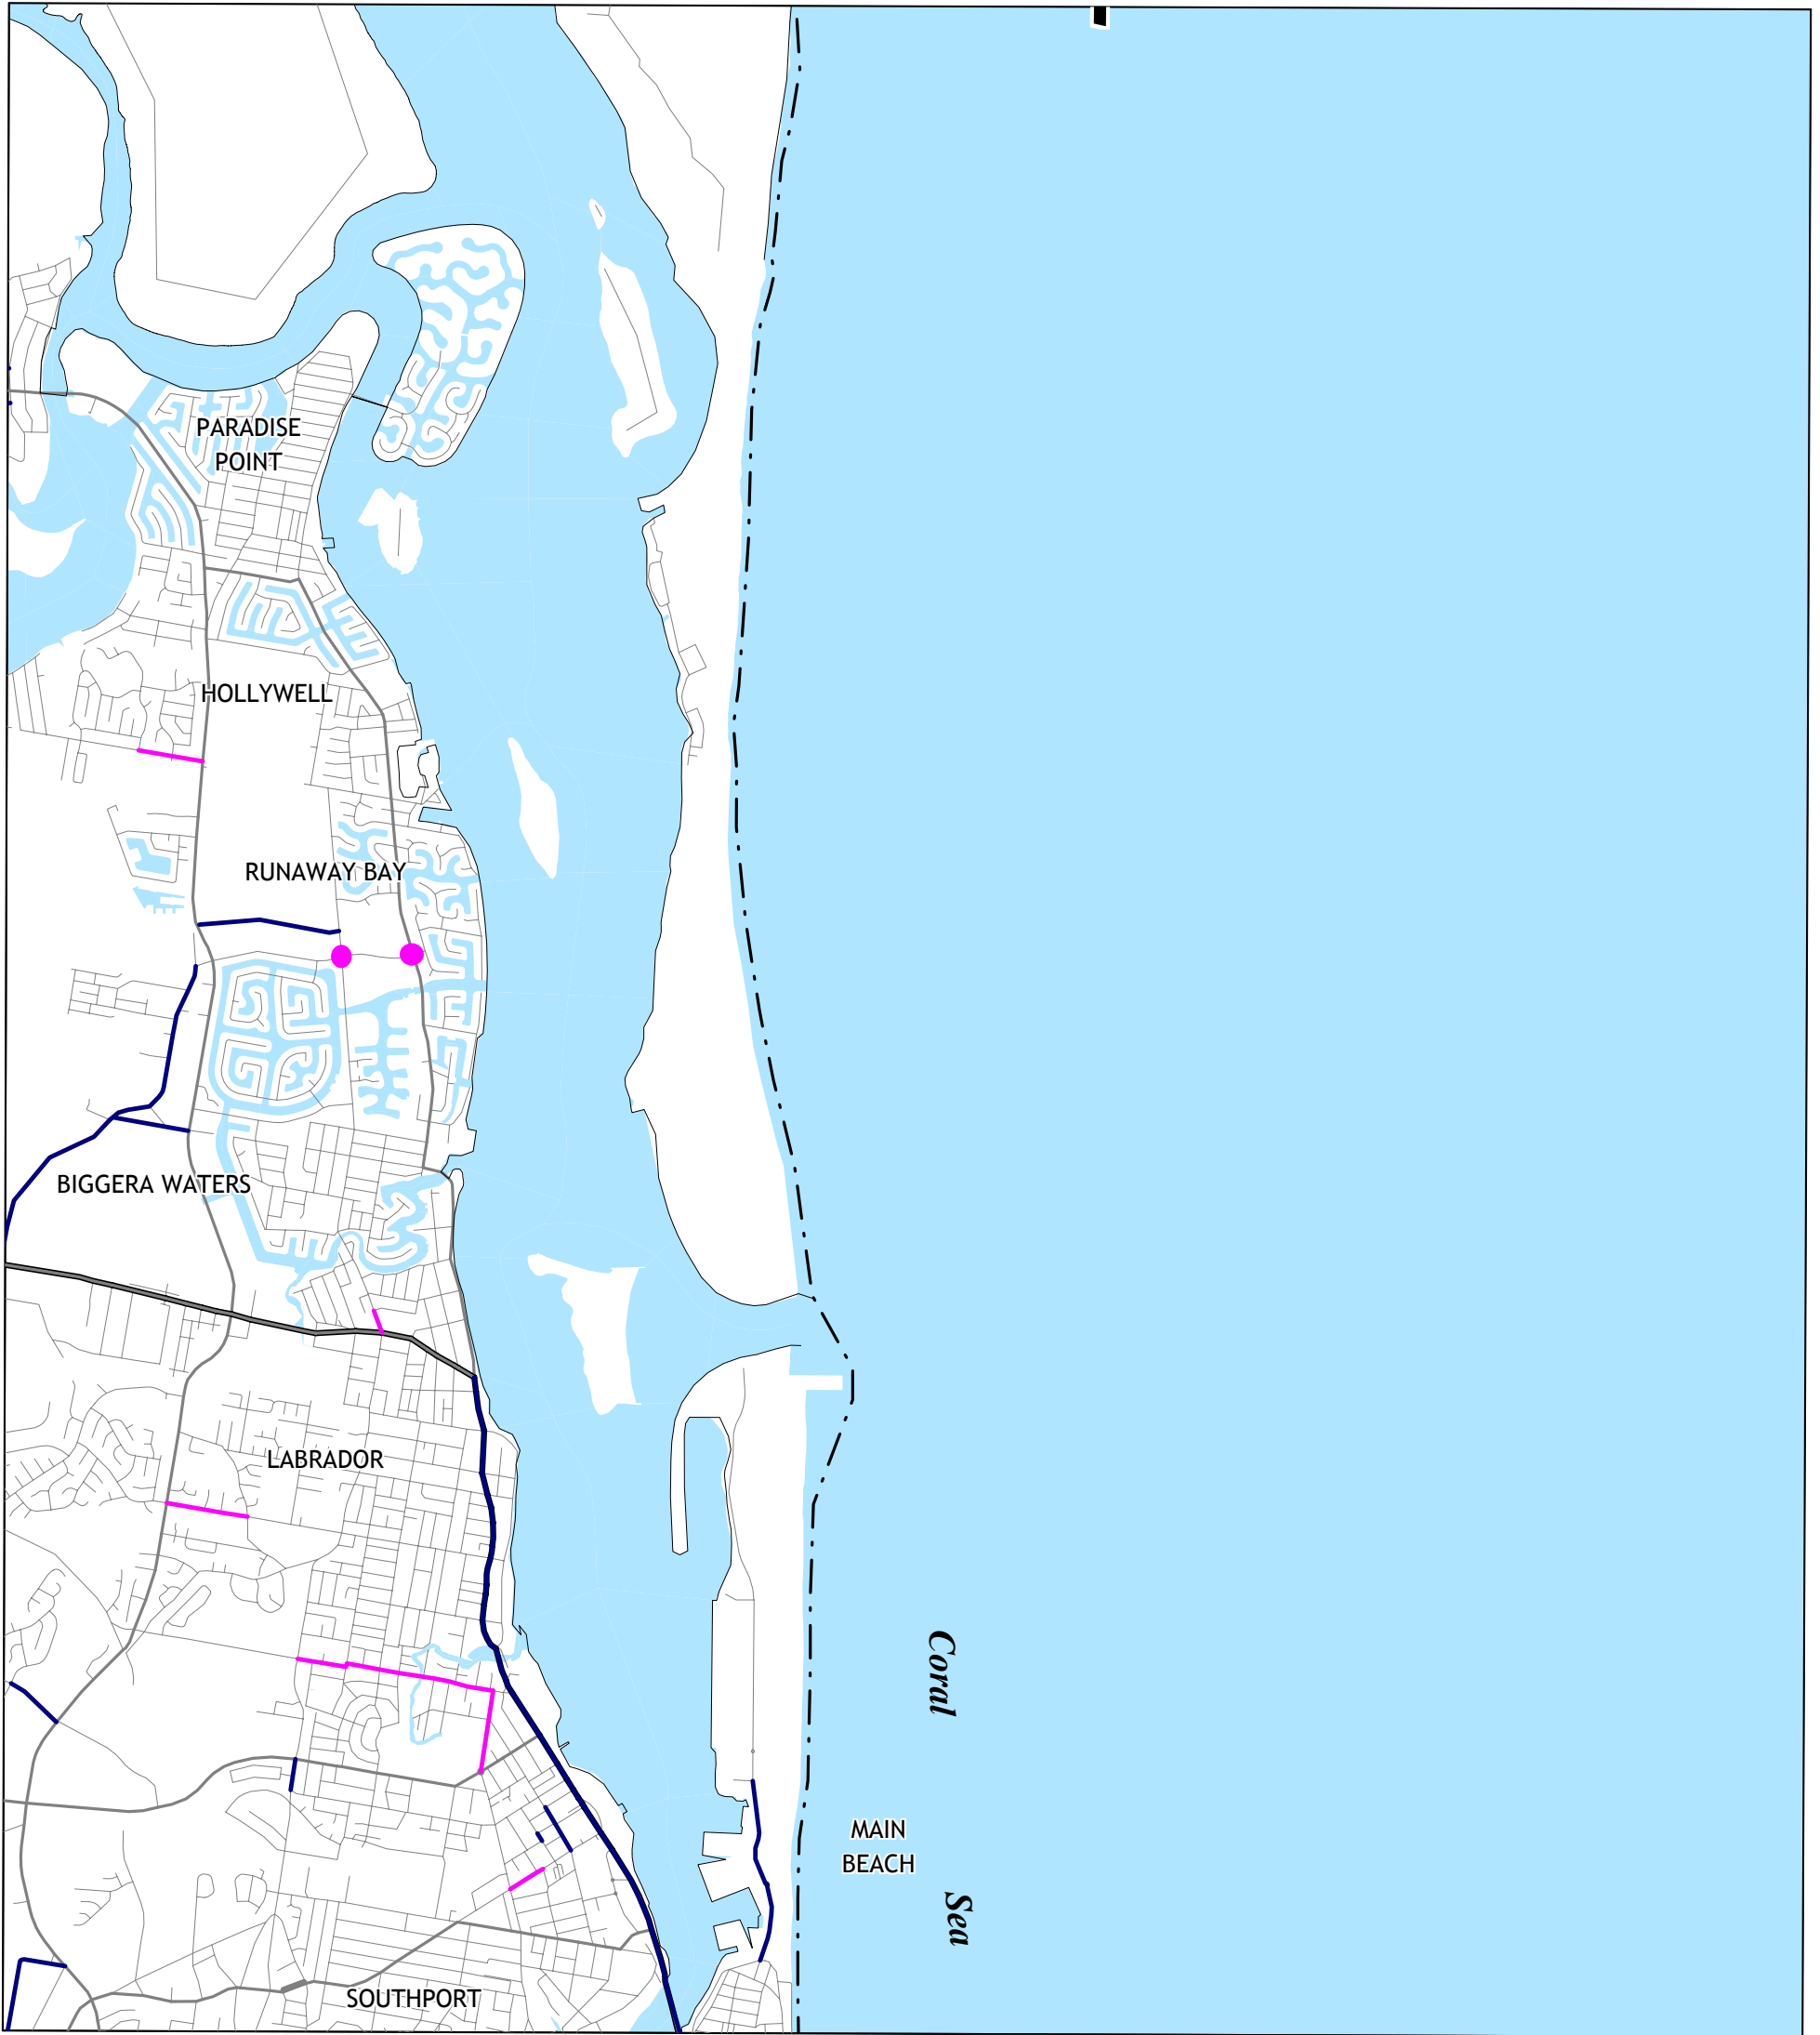 PARADISE
POINT
HOLLYWELL
RUNAWAY BAY
BIGGERA WATERS
LABRADOR
Coral
MAIN
BEACH
Sea
SOUTHPORT